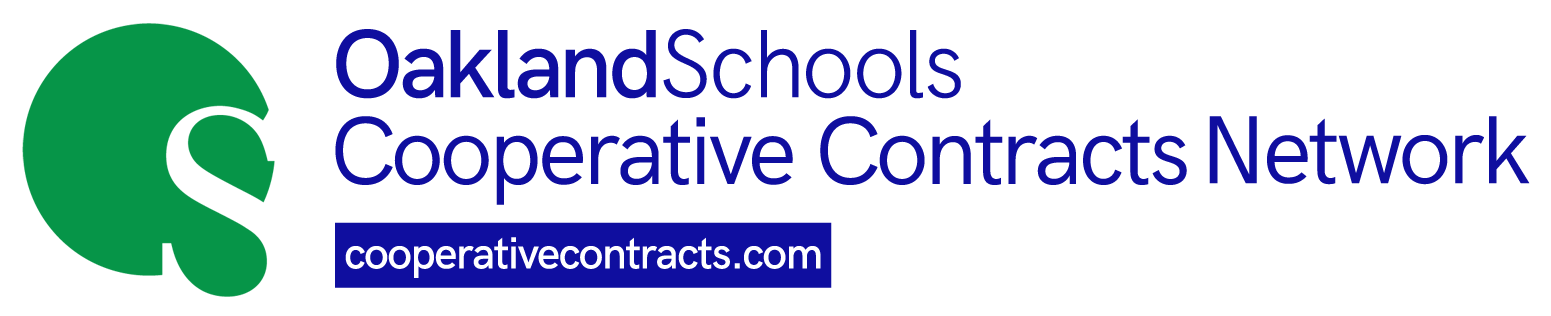 OaklandSchools
Cooperative Contracts Network
cooperativecontracts.com